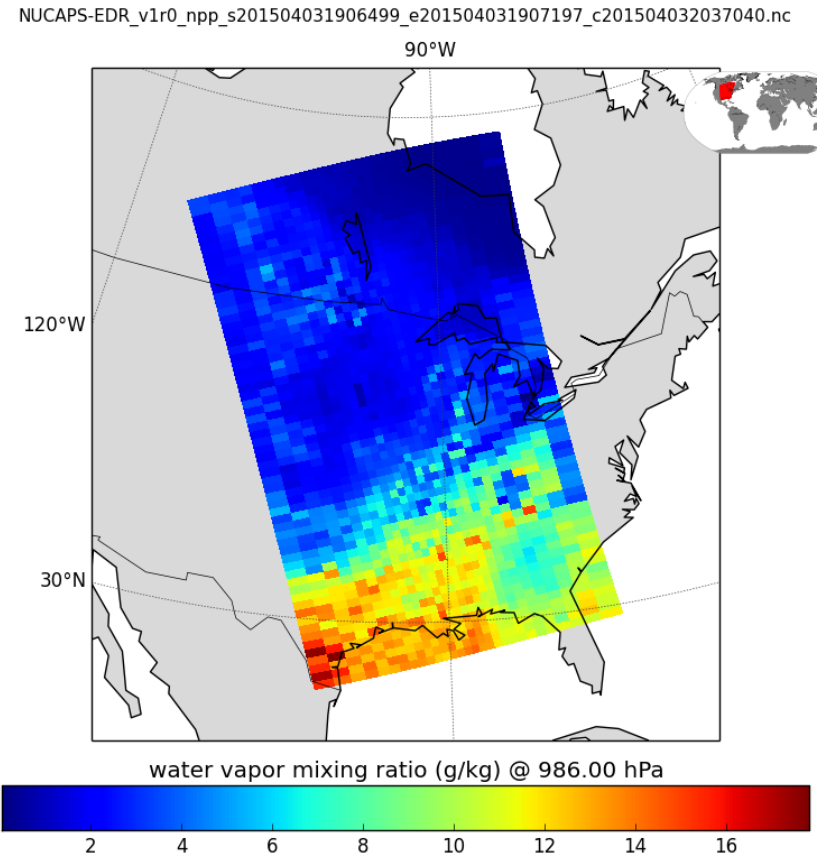 NUCAPS-EDR_v1r0_npp_s201504031906499_e201504031907197_c201504032037040.nc
90°W
120°W
30°N
water vapor mixing ratio (g/kg) @ 986.00 hPa
2 4 6 8 10 12 14 16